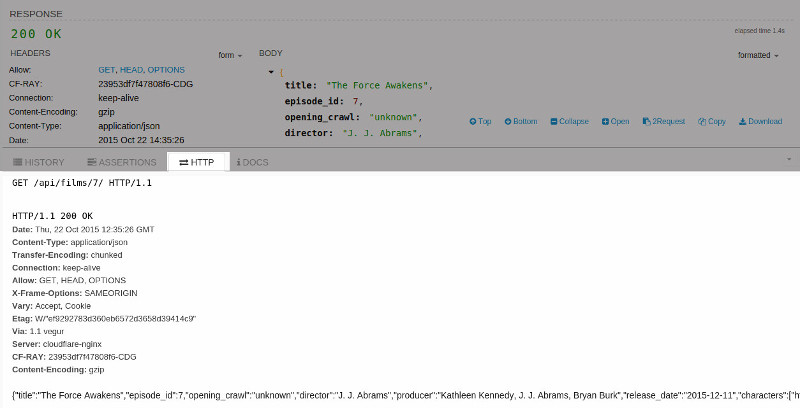 RESPONSE
200 OK
elapsed time 1.4s
HEADERS form BODY formatted
Allow: GET, HEAD, OPTIONS
CF-RAY: 23953df7f47808f6-CDG
Connection: keep-alive
Content-Encoding: gzip
Content-Type: application/json
Date: 2015 Oct 22 14:35:26
{
title: "The Force Awakens",
episode_id: 7,
opening_crawl: "unknown",
director: "J. J. Abrams",
Top Bottom Collapse Open 2Request Copy Download
HISTORY ASSERTIONS HTTP DOCS
GET /api/films/7/ HTTP/1.1
HTTP/1.1 200 OK
Date: Thu, 22 Oct 2015 12:35:26 GMT
Content-Type: application/json
Transfer-Encoding: chunked
Connection: keep-alive
Allow: GET, HEAD, OPTIONS
X-Frame-Options: SAMEORIGIN
Vary: Accept, Cookie
Etag: W/"ef9292783d360eb6572d3658d39414c9"
Via: 1.1 vegur
Server: cloudflare-nginx
CF-RAY: 23953df7f47808f6-CDG
Content-Encoding: gzip
{"title":"The Force Awakens","episode_id":7,"opening_crawl":"unknown","director":"J. J. Abrams","producer":"Kathleen Kennedy, J. J. Abrams, Bryan Burk","release_date":"2015-12-11","characters":["h